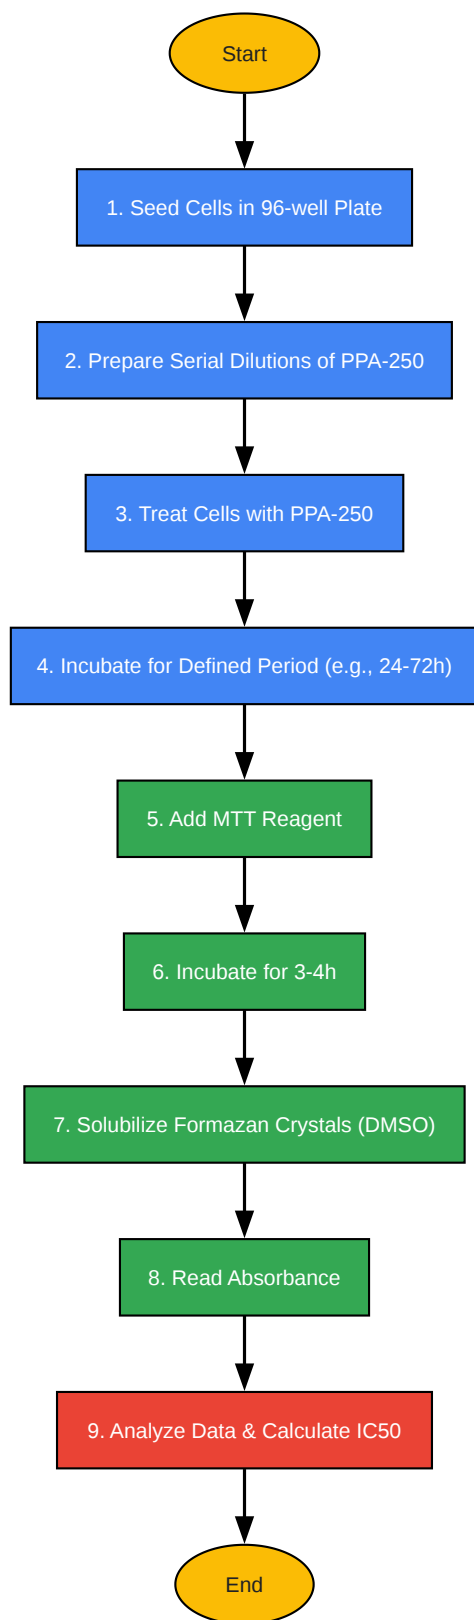 Start
1. Seed Cells in 96-well Plate
2. Prepare Serial Dilutions of PPA-250
3. Treat Cells with PPA-250
4. Incubate for Defined Period (e.g., 24-72h)
5. Add MTT Reagent
6. Incubate for 3-4h
7. Solubilize Formazan Crystals (DMSO)
8. Read Absorbance
9. Analyze Data & Calculate IC50
End